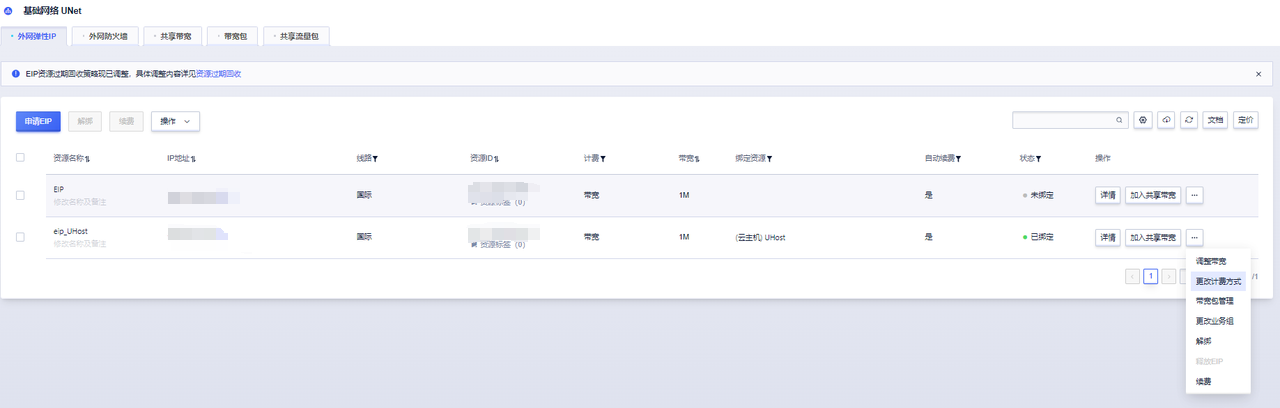 基础网络 UNet
外网弹性IP 外网防火墙 共享带宽 带宽包 共享流量包
EIP资源过期回收策略现已调整，具体调整内容详见资源过期回收
申请EIP 解绑 续费 操作 文档 定价
资源名称 IP地址 线路 资源ID 计费 带宽 绑定资源 自动续费 状态 操作
EIP 国际 带宽 1M 是 未绑定 详情 加入共享带宽 ...
修改名称及备注 资源标签（0）
eip_UHost 国际 带宽 1M (云主机) UHost 是 已绑定 详情 加入共享带宽 ...
修改名称及备注 资源标签（0）
调整带宽
1 /1
更改计费方式
带宽包管理
更改业务组
解绑
释放EIP
续费